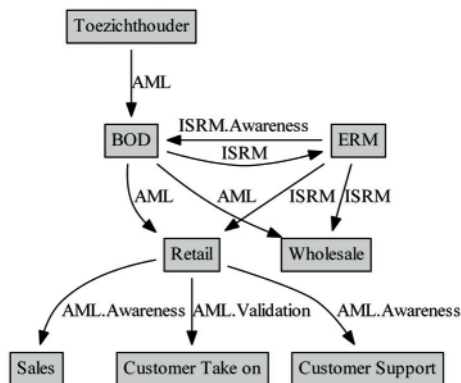 Toezichthouder
AML
ISRM.Awareness
BOD
ERM
ISRM
AML
AML
ISRM
ISRM
Retail
Wholesale
AML.Awareness
AML.Validation
AML.Awareness
Sales
Customer Take on
Customer Support